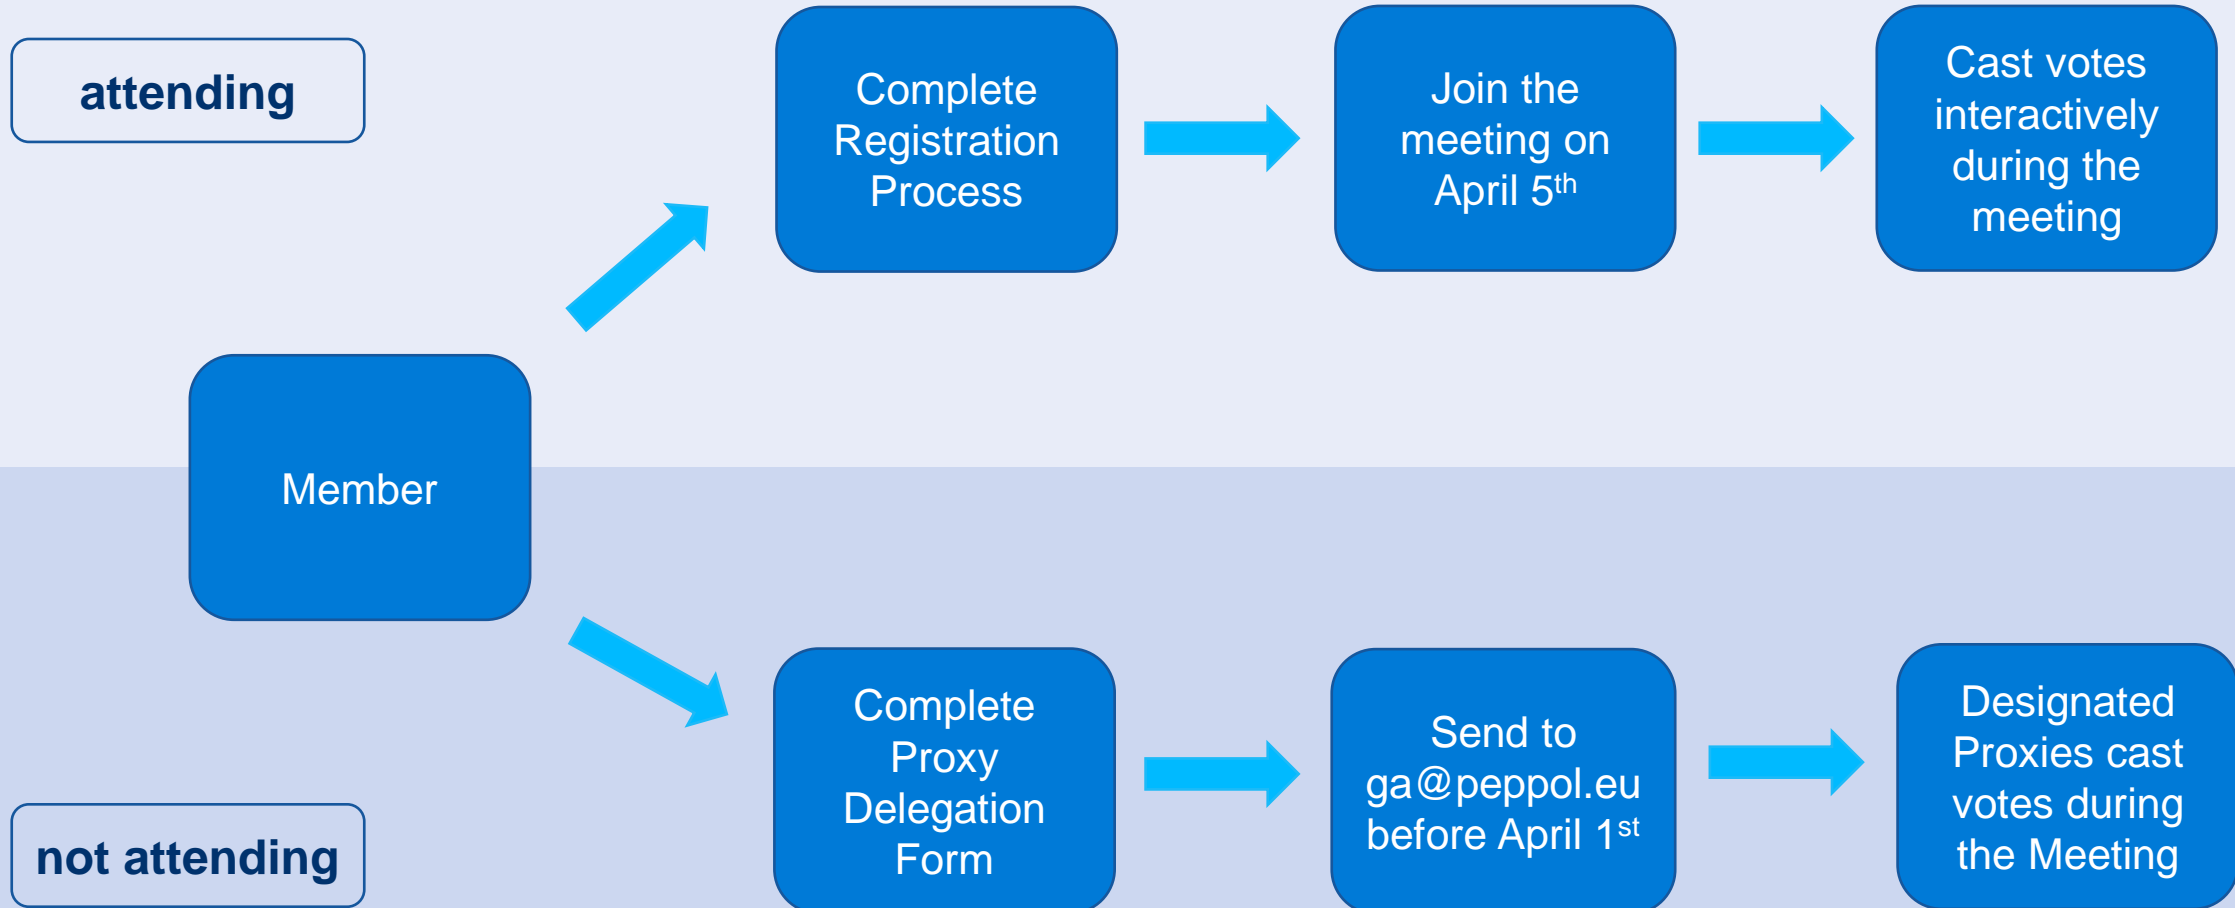 attending
Complete
Registration
Process
Join the
meeting on
April 5th
Cast votes
interactively
during the
meeting
Member
not attending
Complete
Proxy
Delegation
Form
Send to
ga@peppol.eu
before April 1st
Designated
Proxies cast
votes during
the Meeting